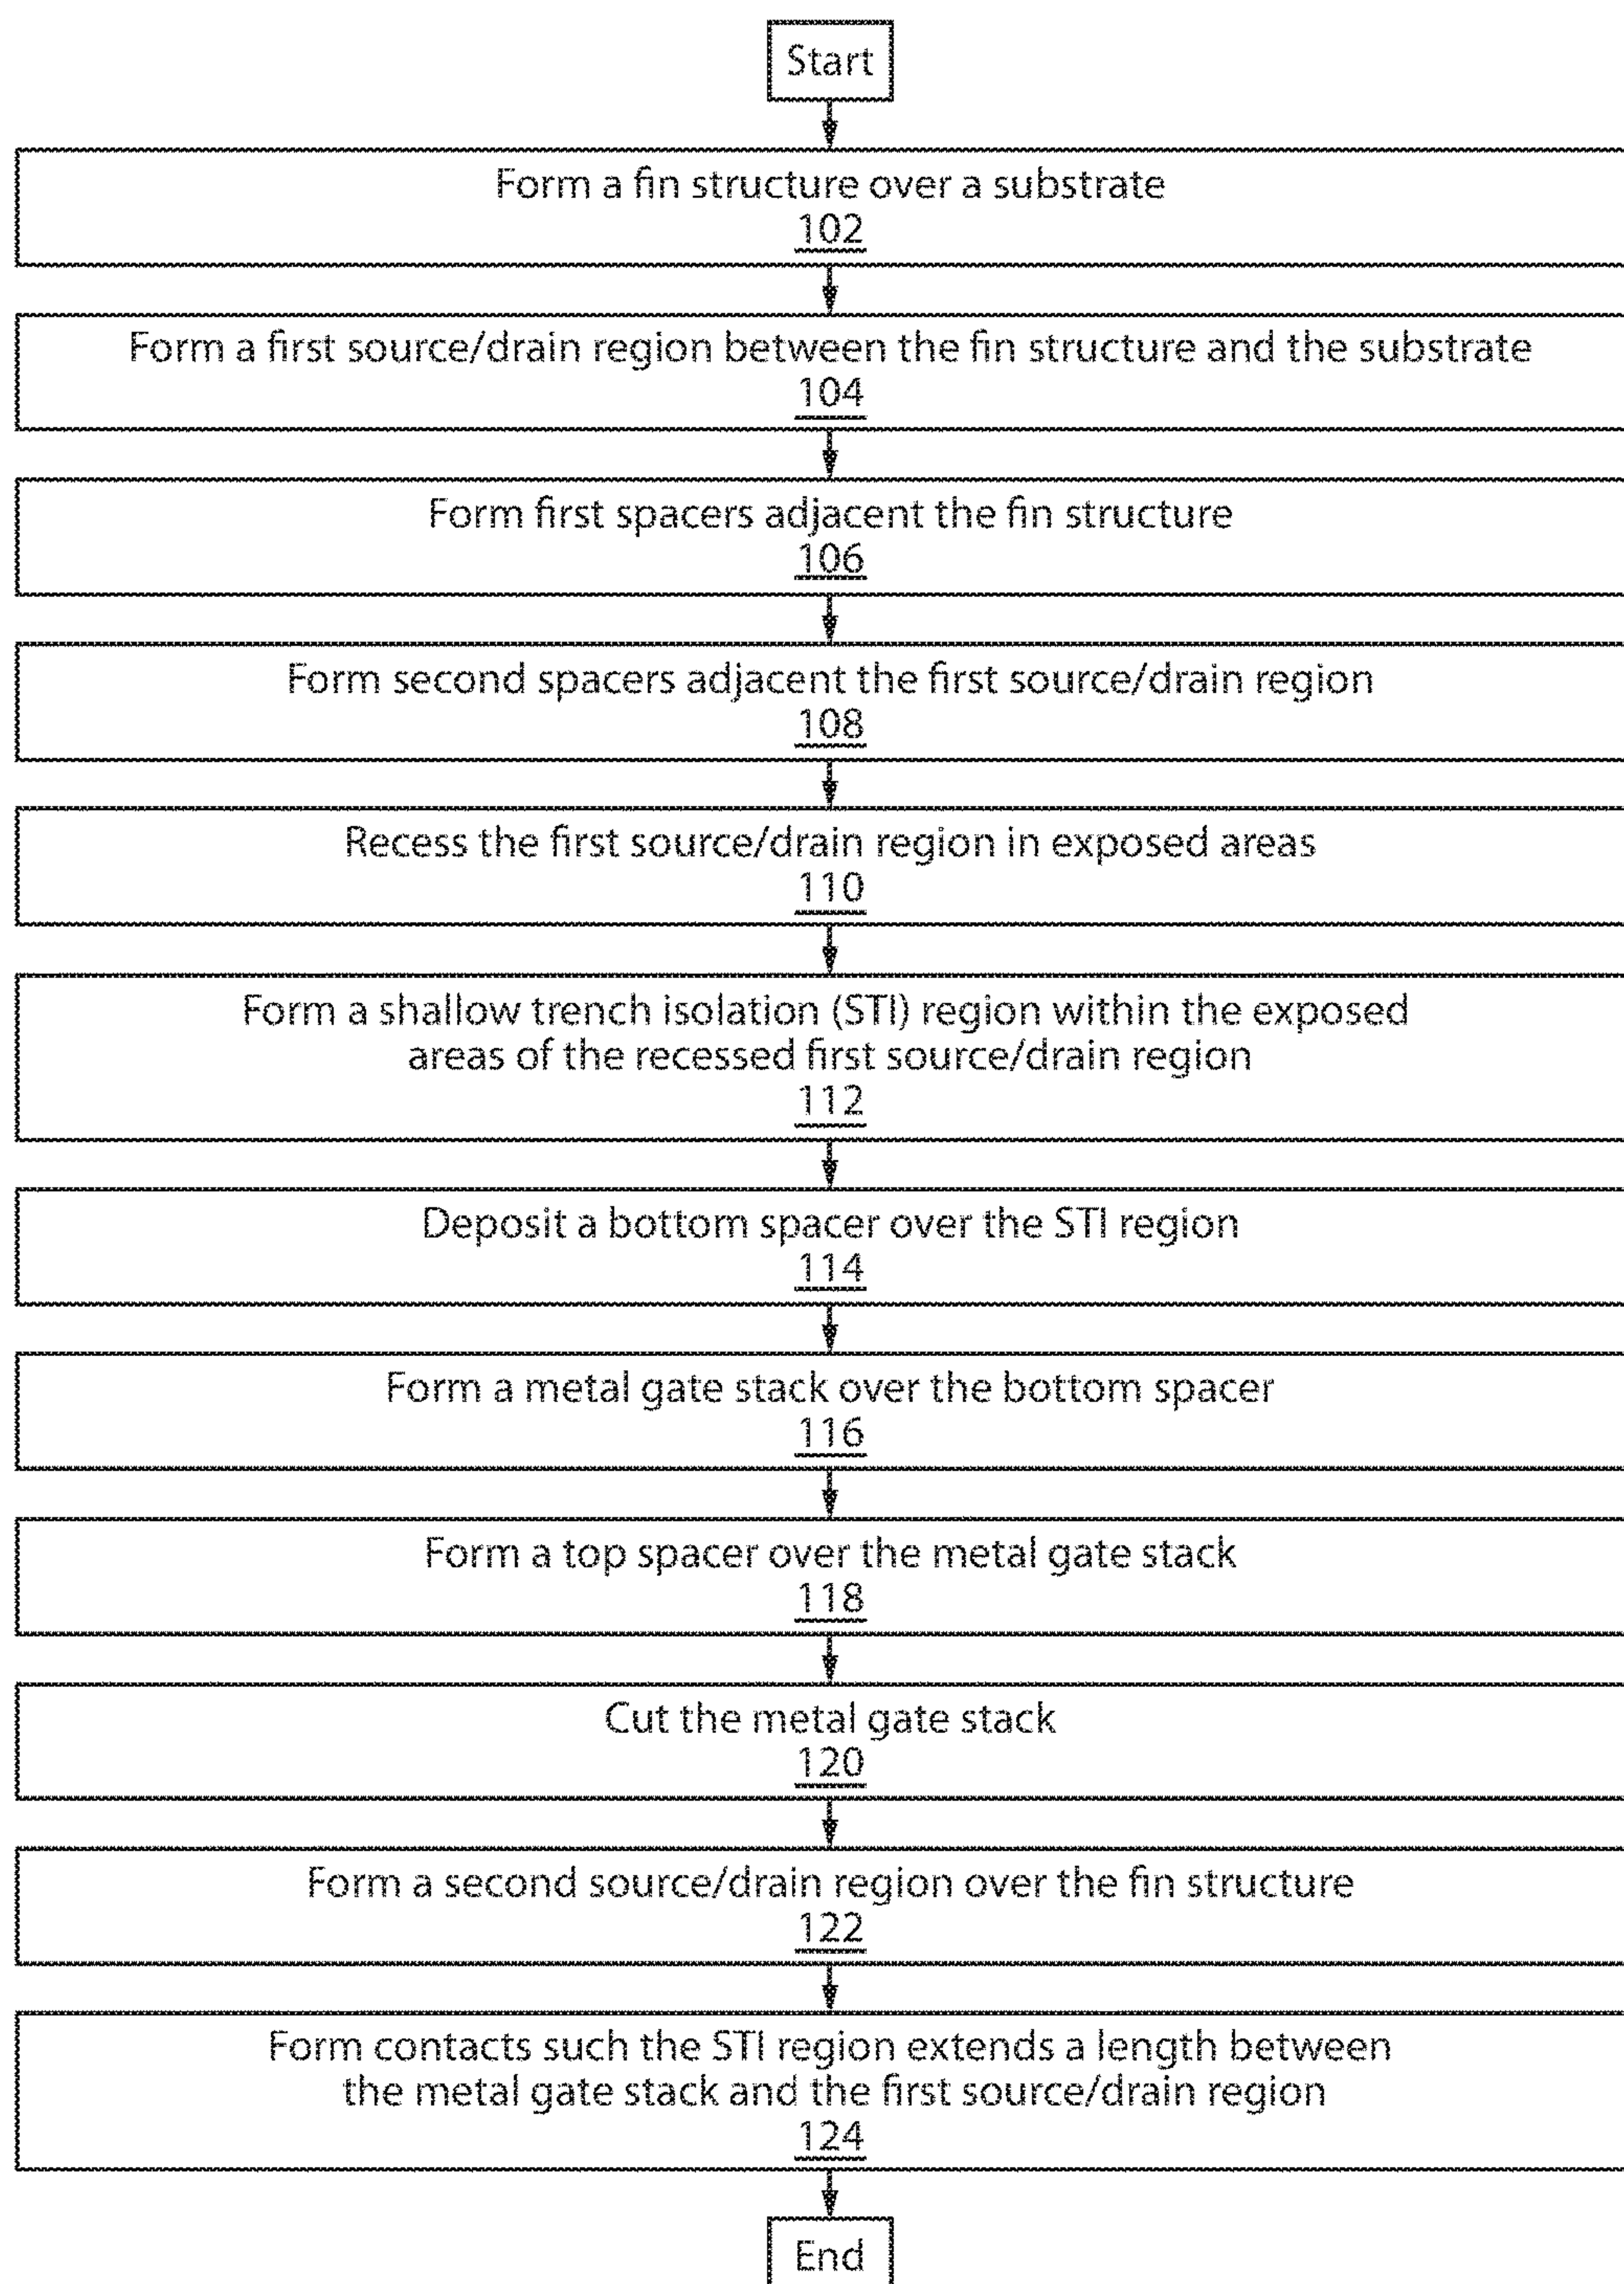 Start
Form a fin structure over a substrate
102
Form a first source/drain region between the fin structure and the substrate
104
Form first spacers adjacent the fin structure
106
Form second spacers adjacent the first source/drain region
108
Recess the first source/drain region in exposed areas
110
Form a shallow trench isolation (STI) region within the exposed
areas of the recessed first source/drain region
112
Deposit a bottom spacer over the STI region
114
Form a metal gate stack over the bottom spacer
116
Form a top spacer over the metal gate stack
118
Cut the metal gate stack
120
Form a second source/drain region over the fin structure
122
Form contacts such the STI region extends a length between
the metal gate stack and the first source/drain region
124
End